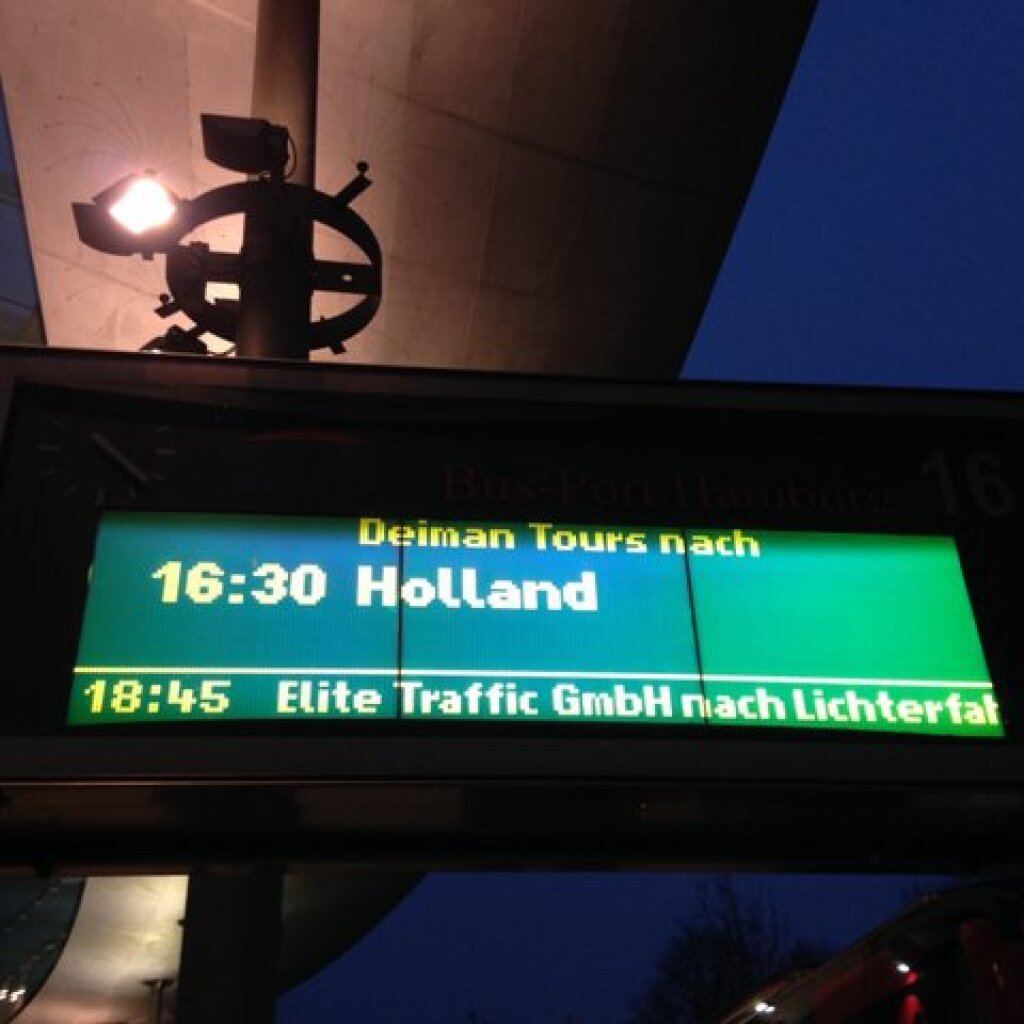 Bus-Port Hamburg 16
Deiman Tours nach
16:30 Holland
18:45 Elite Traffic GmbH nach Lichterfah